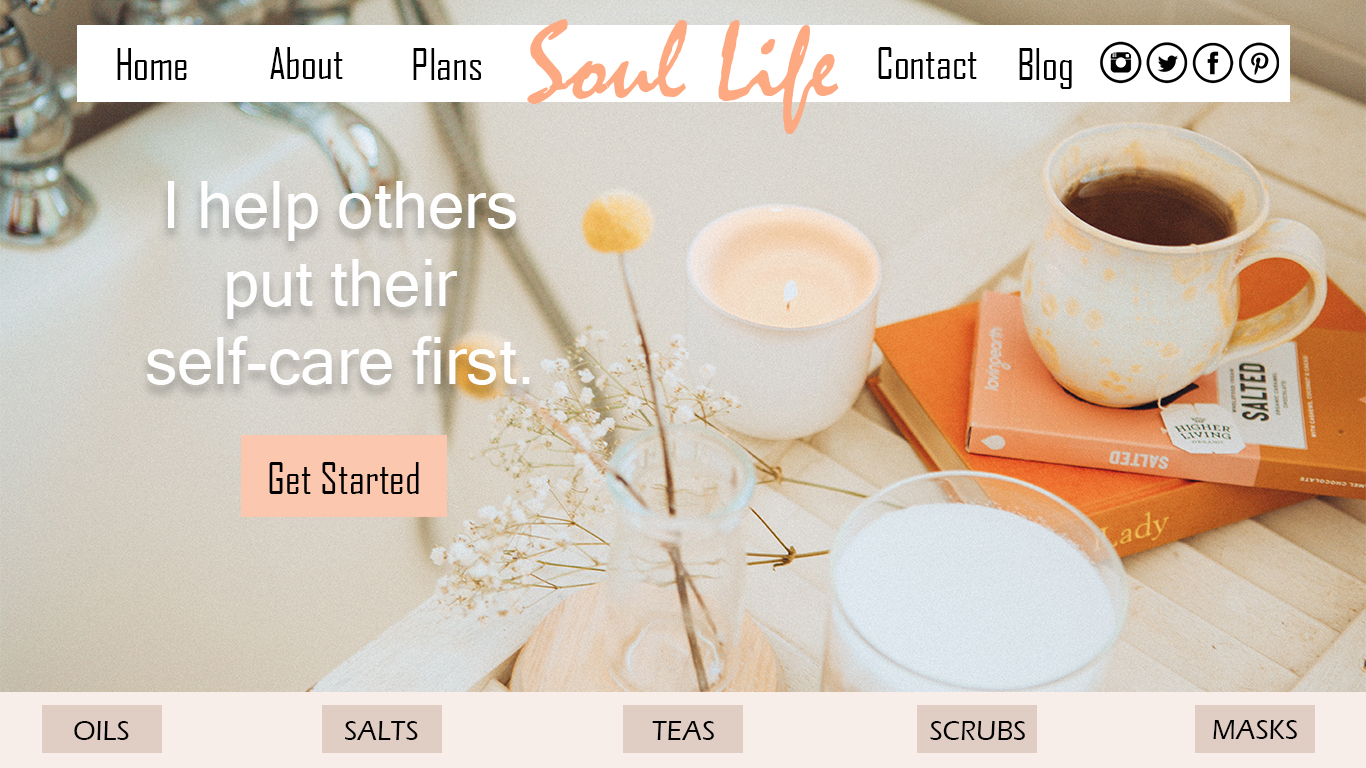 Home About Plans Soul Life Contact Blog
I help others
put their
self-care first.
Get Started
lovingearth
SALTED
HIGHER
LIVING
SALTED
Lady
OILS SALTS TEAS SCRUBS MASKS